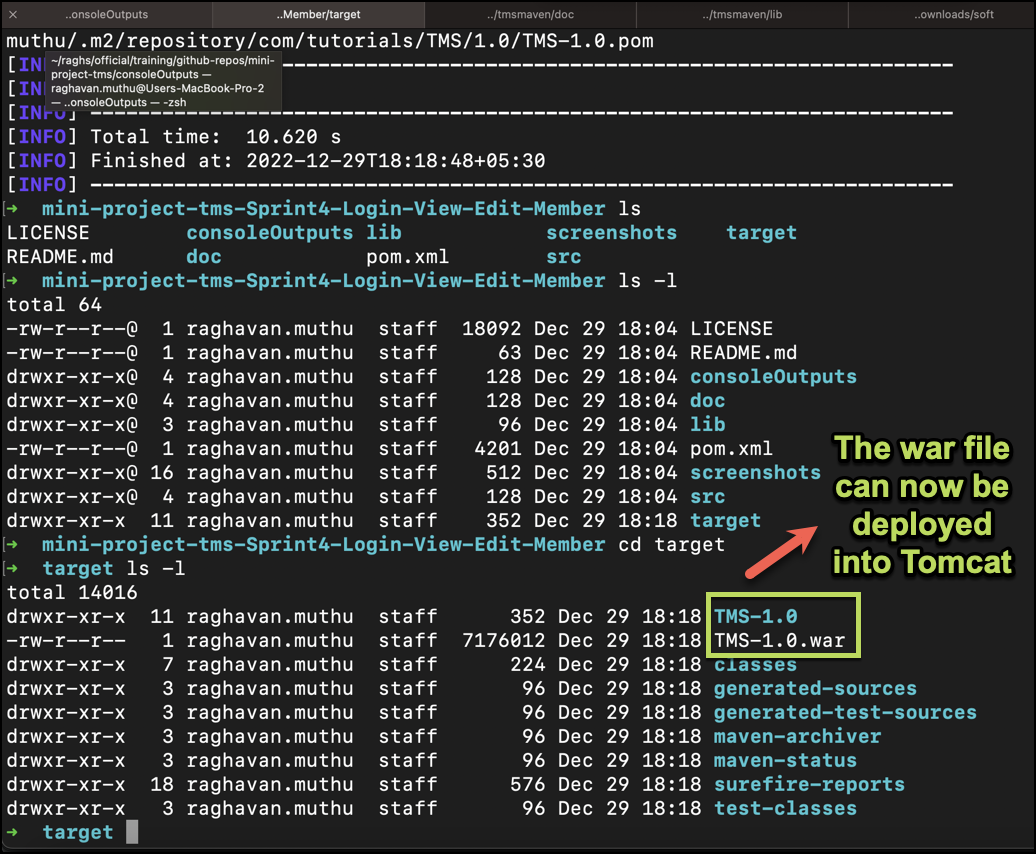 ..onsoleOutputs ..Member/target ../tmsmaven/doc ../tmsmaven/lib ..ownloads/soft
muthu/.m2/repository/com/tutorials/TMS/1.0/TMS-1.0.pom
[INFO] ------------------------------------------------------------------------
~/raghs/official/training/github-repos/mini-
project-tms/consoleOutputs —
raghavan.muthu@Users-MacBook-Pro-2
— ..onsoleOutputs — -zsh
[INFO]
[INFO] ------------------------------------------------------------------------
[INFO] Total time:  10.620 s
[INFO] Finished at: 2022-12-29T18:18:48+05:30
[INFO] ------------------------------------------------------------------------
[➜  mini-project-tms-Sprint4-Login-View-Edit-Member ls
LICENSE        consoleOutputs lib            screenshots    target
README.md      doc            pom.xml        src
[➜  mini-project-tms-Sprint4-Login-View-Edit-Member ls -l
total 64
-rw-r--r--@  1 raghavan.muthu  staff  18092 Dec 29 18:04 LICENSE
-rw-r--r--@  1 raghavan.muthu  staff     63 Dec 29 18:04 README.md
drwxr-xr-x@  4 raghavan.muthu  staff    128 Dec 29 18:04 consoleOutputs
drwxr-xr-x@  4 raghavan.muthu  staff    128 Dec 29 18:04 doc
drwxr-xr-x@  3 raghavan.muthu  staff     96 Dec 29 18:04 lib
-rw-r--r--@  1 raghavan.muthu  staff   4201 Dec 29 18:04 pom.xml
drwxr-xr-x@ 16 raghavan.muthu  staff    512 Dec 29 18:04 screenshots
drwxr-xr-x@  4 raghavan.muthu  staff    128 Dec 29 18:04 src
drwxr-xr-x  11 raghavan.muthu  staff    352 Dec 29 18:18 target
The war file
can now be
deployed
into Tomcat
[➜  mini-project-tms-Sprint4-Login-View-Edit-Member cd target
[➜  target ls -l
total 14016
drwxr-xr-x  11 raghavan.muthu  staff      352 Dec 29 18:18 TMS-1.0
-rw-r--r--   1 raghavan.muthu  staff  7176012 Dec 29 18:18 TMS-1.0.war
drwxr-xr-x   7 raghavan.muthu  staff      224 Dec 29 18:18 classes
drwxr-xr-x   3 raghavan.muthu  staff       96 Dec 29 18:18 generated-sources
drwxr-xr-x   3 raghavan.muthu  staff       96 Dec 29 18:18 generated-test-sources
drwxr-xr-x   3 raghavan.muthu  staff       96 Dec 29 18:18 maven-archiver
drwxr-xr-x   3 raghavan.muthu  staff       96 Dec 29 18:18 maven-status
drwxr-xr-x  18 raghavan.muthu  staff      576 Dec 29 18:18 surefire-reports
drwxr-xr-x   3 raghavan.muthu  staff       96 Dec 29 18:18 test-classes
➜  target